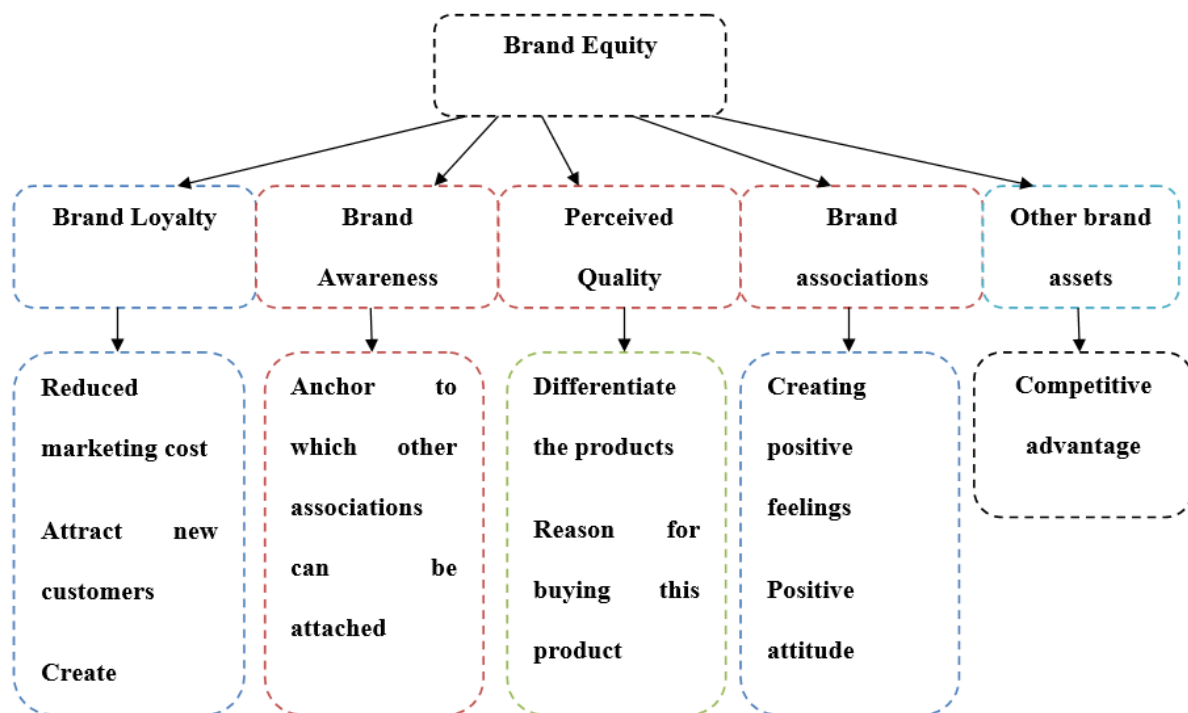 Brand Equity
Brand Loyalty
Brand
Awareness
Perceived
Quality
Brand
associations
Other brand
assets
Reduced
marketing cost
Attract new
customers
Create
Anchor to
which other
associations
can be
attached
Differentiate
the products
Reason for
buying this
product
Creating
positive
feelings
Positive
attitude
Competitive
advantage